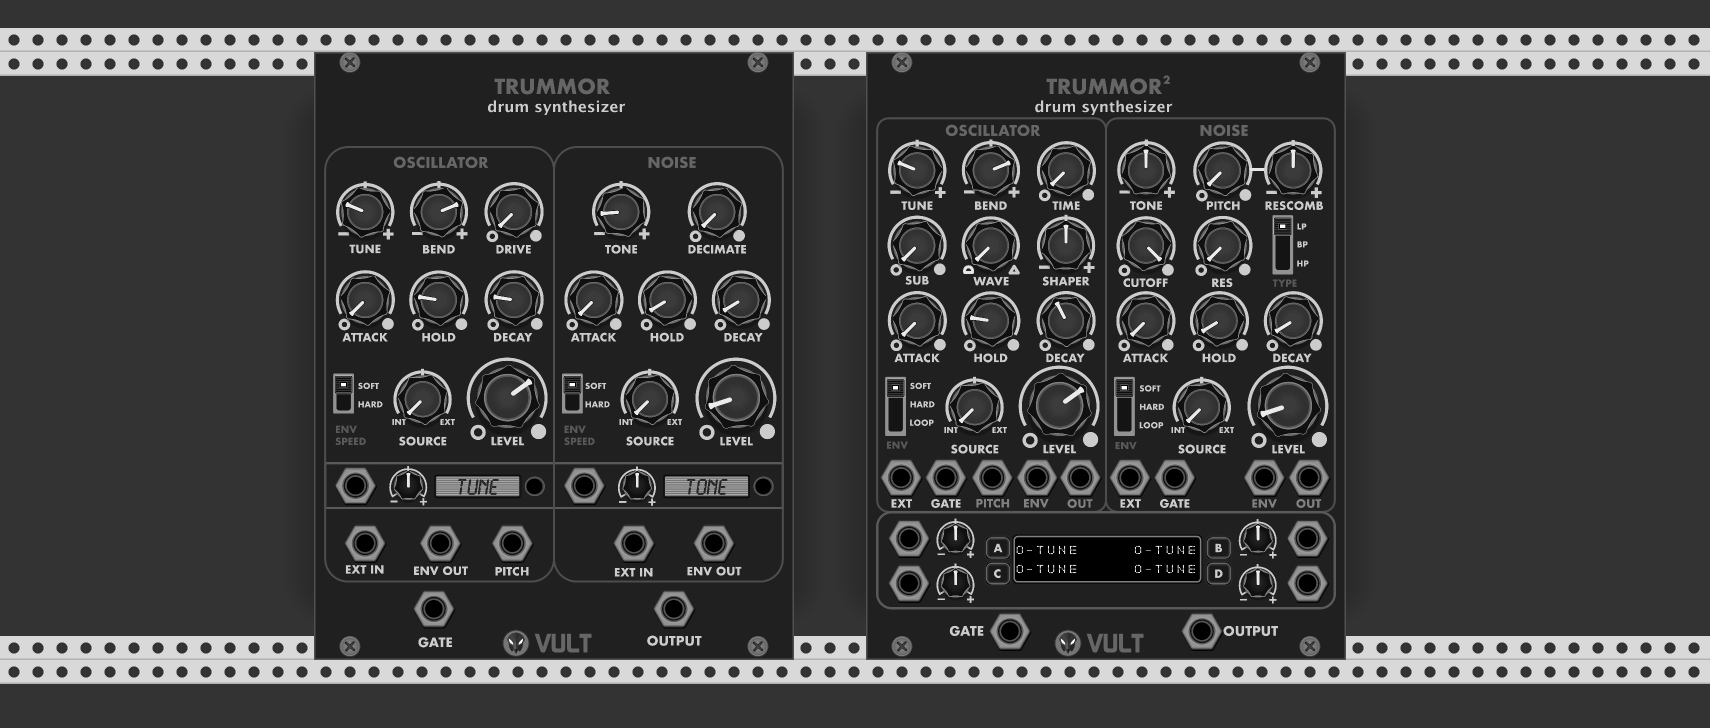 TRUMMOR
drum synthesizer
OSCILLATOR NOISE
TUNE BEND DRIVE TONE DECIMATE
ATTACK HOLD DECAY ATTACK HOLD DECAY
SOFT SOFT
HARD HARD
INT EXT INT EXT
ENV ENV
SPEED SOURCE LEVEL SPEED SOURCE LEVEL
TUNE TONE
EXT IN ENV OUT PITCH EXT IN ENV OUT
GATE VULT OUTPUT
TRUMMOR²
drum synthesizer
OSCILLATOR NOISE
TUNE BEND TIME TONE PITCH RESCOMB
LP
BP
HP
SUB WAVE SHAPER CUTOFF RES TYPE
ATTACK HOLD DECAY ATTACK HOLD DECAY
SOFT SOFT
HARD HARD
LOOP INT EXT LOOP INT EXT
ENV SOURCE LEVEL ENV SOURCE LEVEL
EXT GATE PITCH ENV OUT EXT GATE ENV OUT
A O-TUNE O-TUNE B
C O-TUNE O-TUNE D
GATE VULT OUTPUT